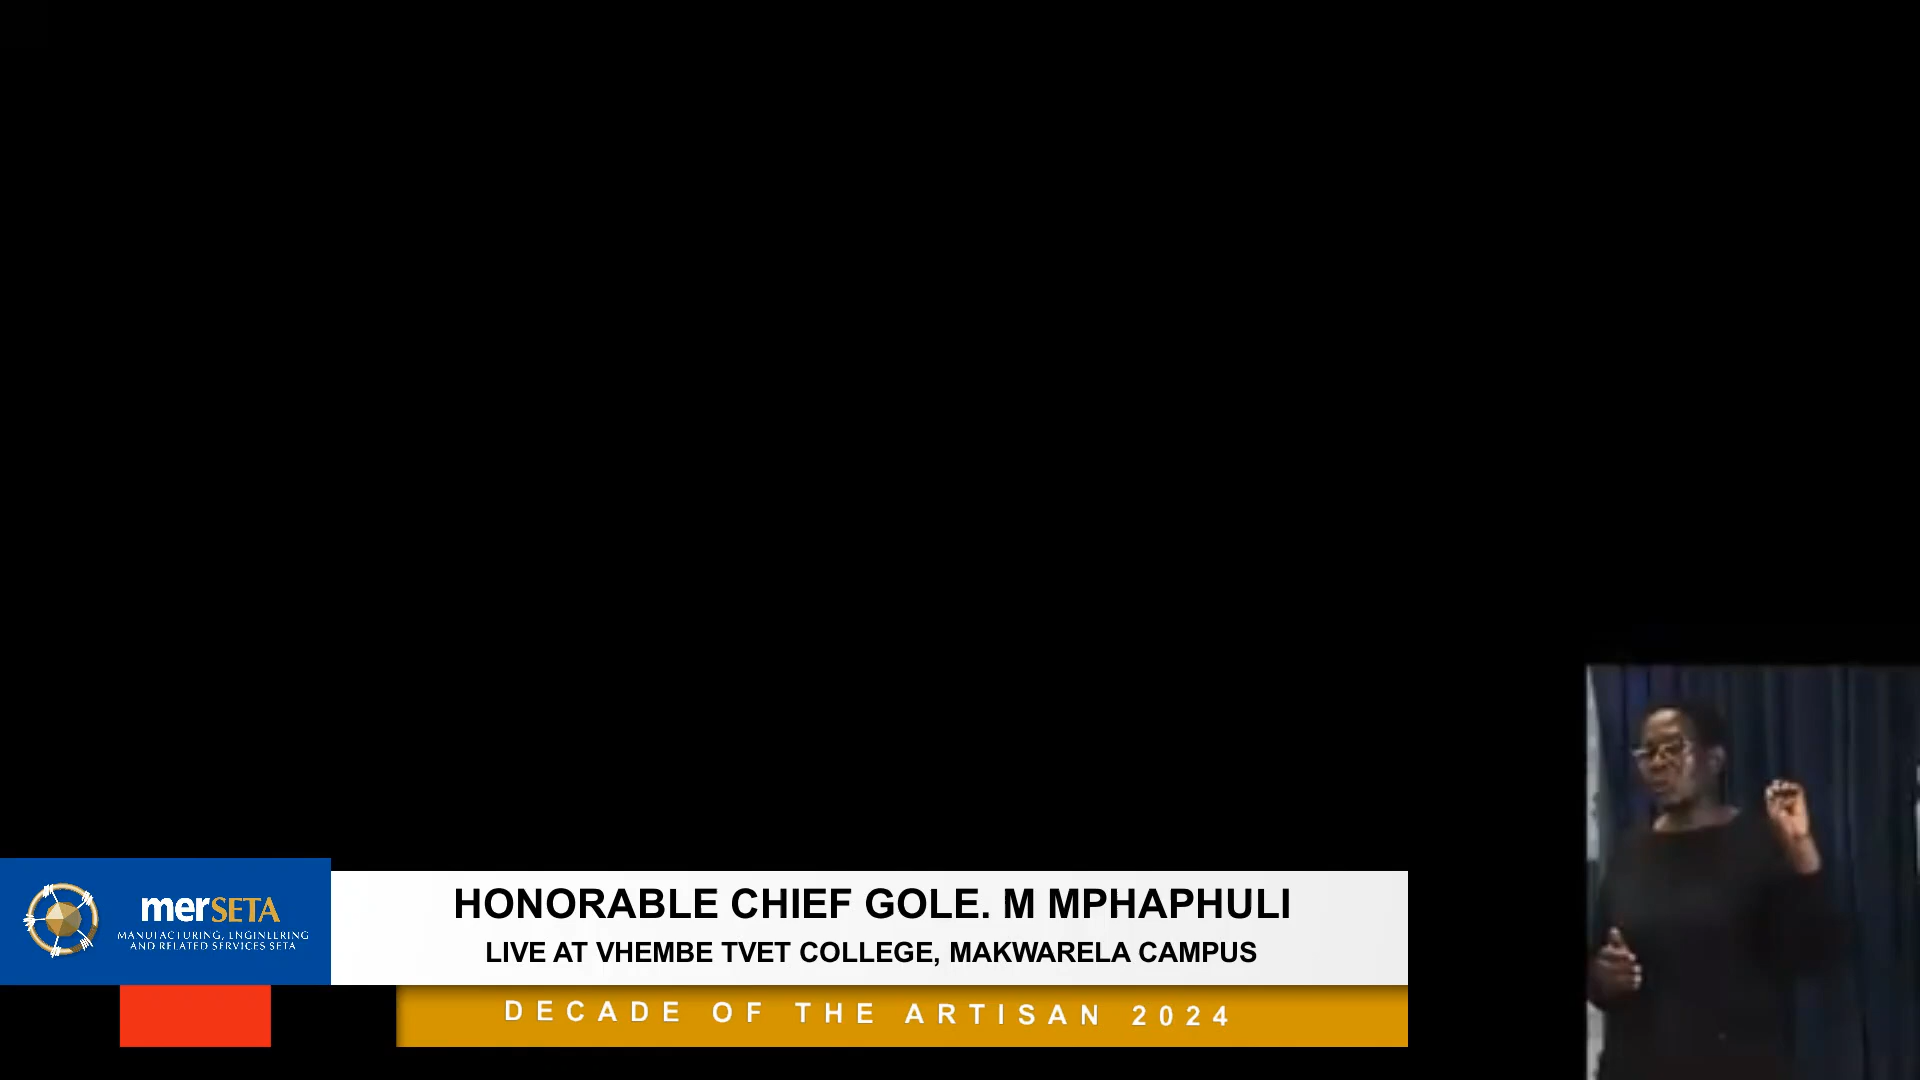 merSETA
MANUFACTURING, ENGINEERING
AND RELATED SERVICES SETA
HONORABLE CHIEF GOLE. M MPHAPHULI
LIVE AT VHEMBE TVET COLLEGE, MAKWARELA CAMPUS
DECADE OF THE ARTISAN 2024